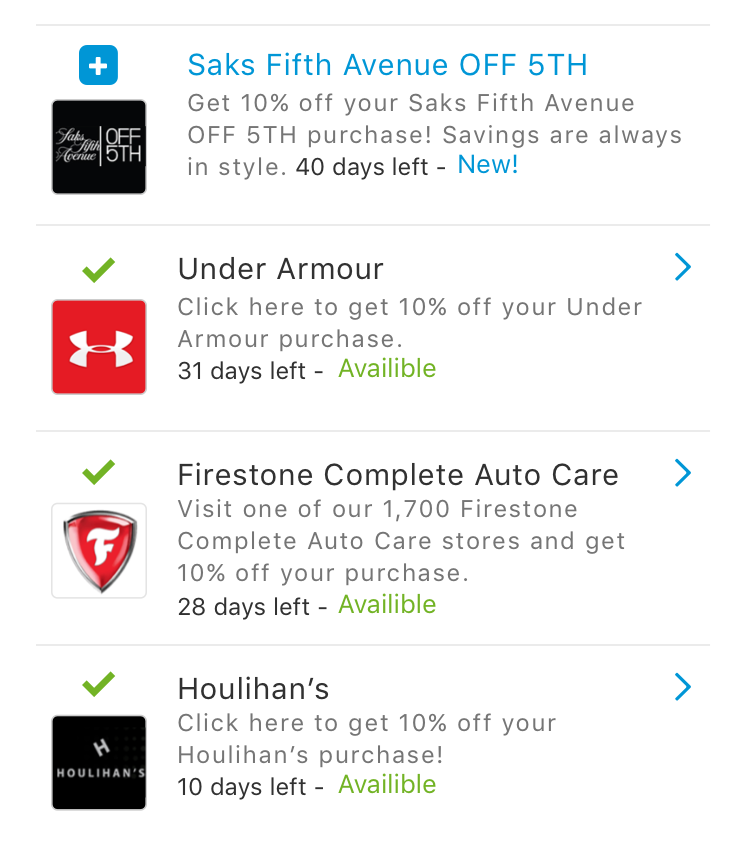 Saks Fifth Avenue OFF 5TH
Get 10% off your Saks Fifth Avenue
OFF 5TH purchase! Savings are always
in style. 40 days left - New!
Saks
Fifth
Avenue
OFF
5TH
Under Armour
Click here to get 10% off your Under
Armour purchase.
31 days left - Availible
Firestone Complete Auto Care
Visit one of our 1,700 Firestone
Complete Auto Care stores and get
10% off your purchase.
28 days left - Availible
F
Houlihan’s
Click here to get 10% off your
Houlihan’s purchase!
10 days left - Availible
H
HOULIHAN'S